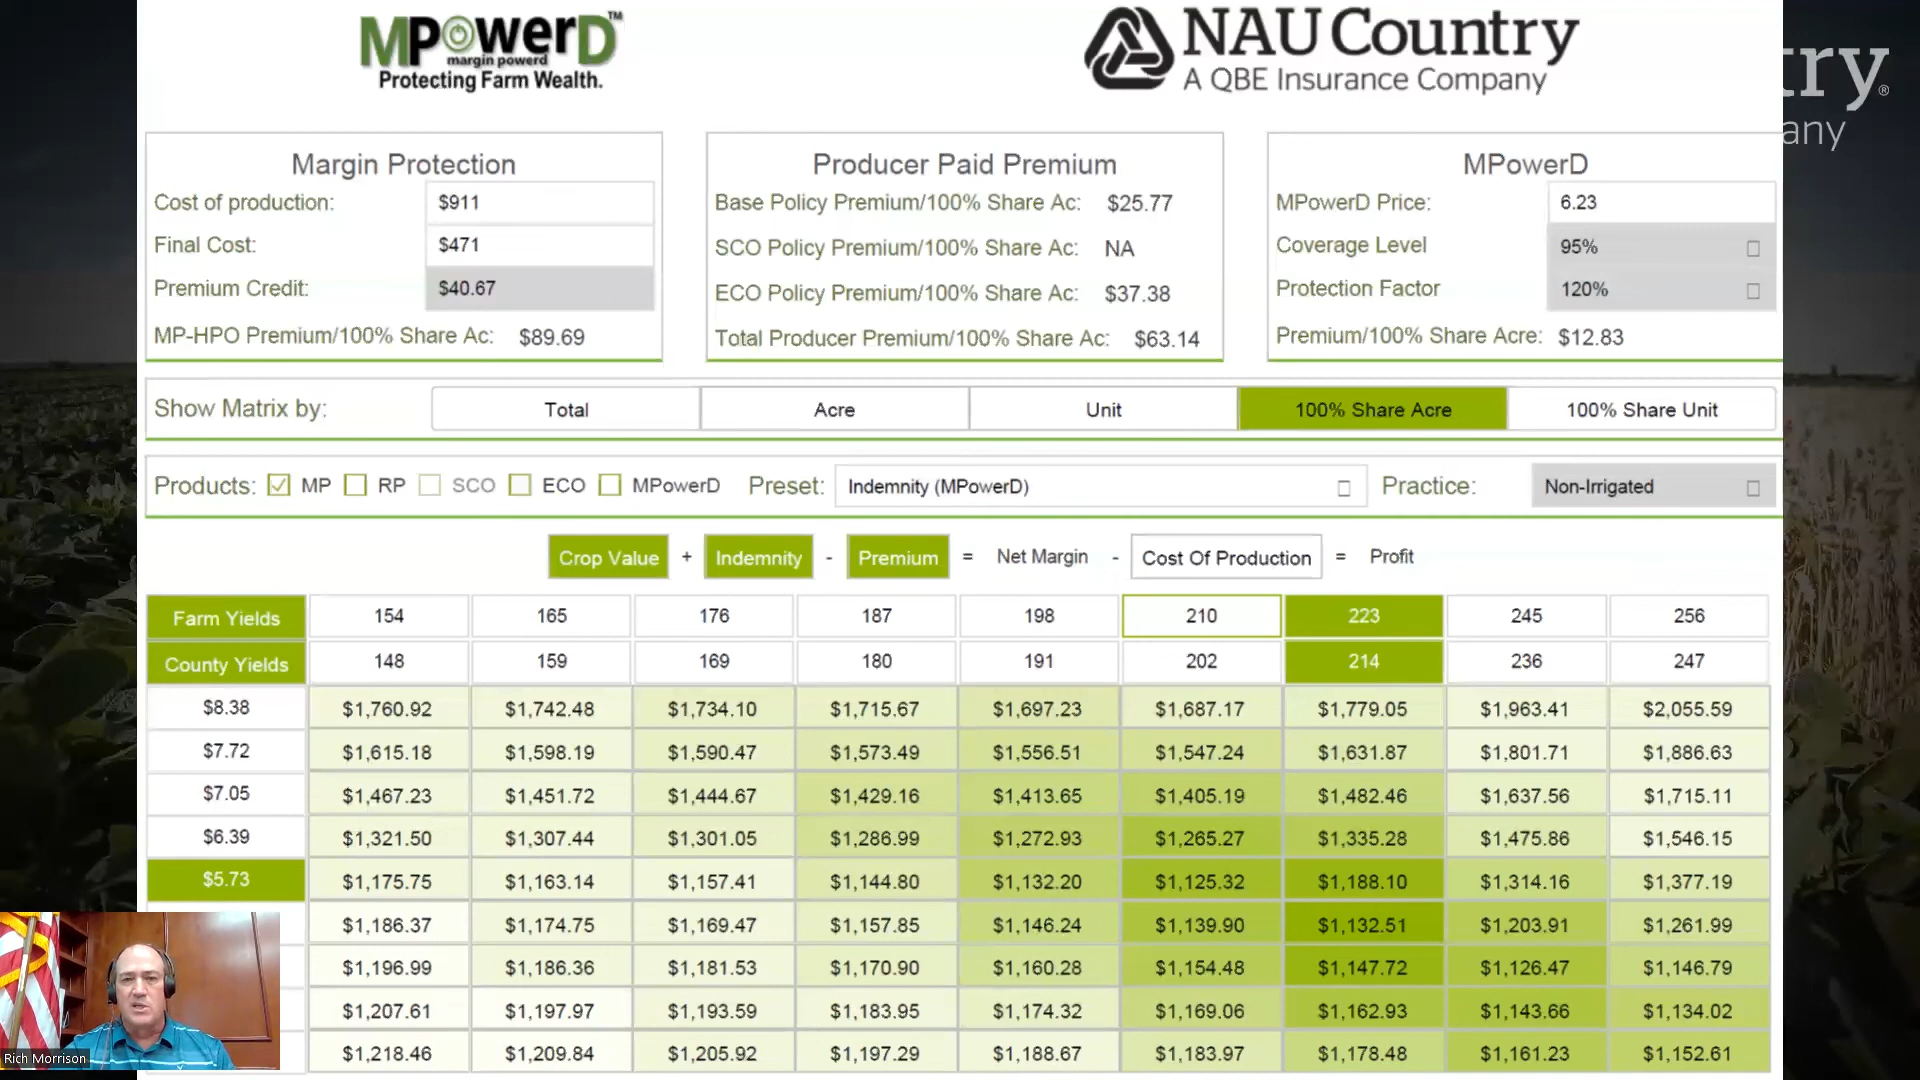 MPowerD™
margin powerd
Protecting Farm Wealth.
NAU Country
A QBE Insurance Company
try®
any
Margin Protection
Cost of production: $911
Final Cost: $471
Premium Credit: $40.67
MP-HPO Premium/100% Share Ac: $89.69
Producer Paid Premium
Base Policy Premium/100% Share Ac: $25.77
SCO Policy Premium/100% Share Ac: NA
ECO Policy Premium/100% Share Ac: $37.38
Total Producer Premium/100% Share Ac: $63.14
MPowerD
MPowerD Price: 6.23
Coverage Level 95%
Protection Factor 120%
Premium/100% Share Acre: $12.83
Show Matrix by: Total Acre Unit 100% Share Acre 100% Share Unit
Products: MP RP SCO ECO MPowerD Preset: Indemnity (MPowerD) Practice: Non-Irrigated
Crop Value + Indemnity - Premium = Net Margin - Cost Of Production = Profit
Farm Yields 154 165 176 187 198 210 223 245 256
County Yields 148 159 169 180 191 202 214 236 247
$8.38 $1,760.92 $1,742.48 $1,734.10 $1,715.67 $1,697.23 $1,687.17 $1,779.05 $1,963.41 $2,055.59
$7.72 $1,615.18 $1,598.19 $1,590.47 $1,573.49 $1,556.51 $1,547.24 $1,631.87 $1,801.71 $1,886.63
$7.05 $1,467.23 $1,451.72 $1,444.67 $1,429.16 $1,413.65 $1,405.19 $1,482.46 $1,637.56 $1,715.11
$6.39 $1,321.50 $1,307.44 $1,301.05 $1,286.99 $1,272.93 $1,265.27 $1,335.28 $1,475.86 $1,546.15
$5.73 $1,175.75 $1,163.14 $1,157.41 $1,144.80 $1,132.20 $1,125.32 $1,188.10 $1,314.16 $1,377.19
$1,186.37 $1,174.75 $1,169.47 $1,157.85 $1,146.24 $1,139.90 $1,132.51 $1,203.91 $1,261.99
$1,196.99 $1,186.36 $1,181.53 $1,170.90 $1,160.28 $1,154.48 $1,147.72 $1,126.47 $1,146.79
$1,207.61 $1,197.97 $1,193.59 $1,183.95 $1,174.32 $1,169.06 $1,162.93 $1,143.66 $1,134.02
$1,218.46 $1,209.84 $1,205.92 $1,197.29 $1,188.67 $1,183.97 $1,178.48 $1,161.23 $1,152.61
Rich Morrison